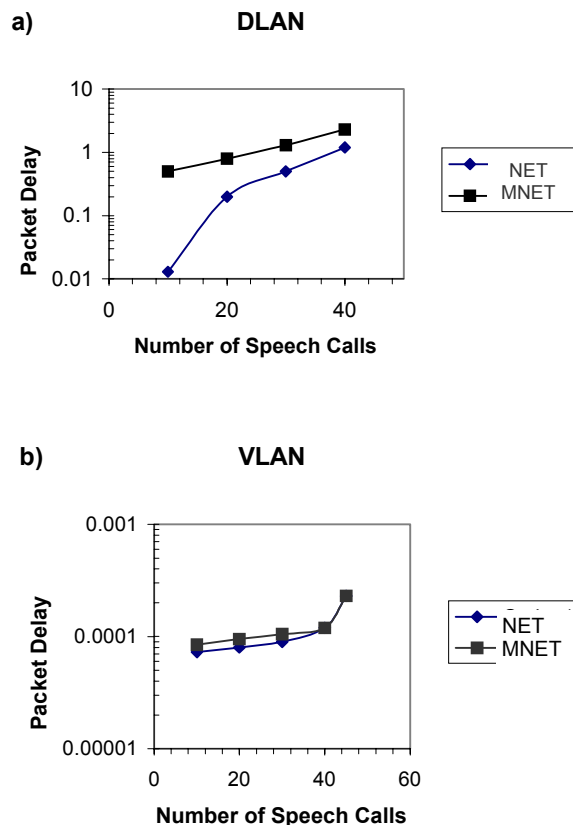 a)
DLAN
10
1
0.1
0.01
0 20 40
Packet Delay
Number of Speech Calls
NET
MNET
b)
VLAN
0.001
0.0001
0.00001
0 20 40 60
Packet Delay
Number of Speech Calls
NET
MNET